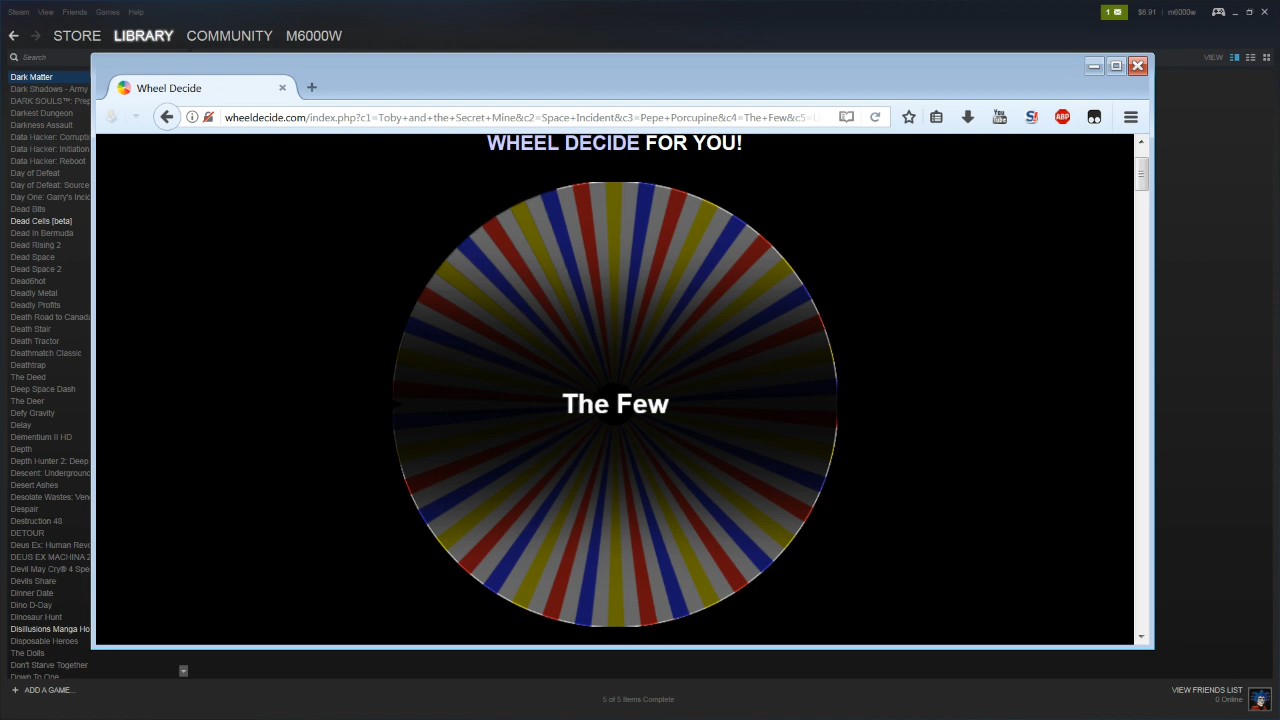 Steam View Friends Games Help
1 $6.91 m6000w
STORE LIBRARY COMMUNITY M6000W
Search
VIEW
Dark Matter
Dark Shadows - Army
DARK SOULS™: Prep
Darkest Dungeon
Darkness Assault
Data Hacker: Corrupti
Data Hacker: Initiation
Data Hacker: Reboot
Day of Defeat
Day of Defeat: Source
Day One: Garry's Inci
Dead Bits
Dead Cells [beta]
Dead In Bermuda
Dead Rising 2
Dead Space
Dead Space 2
Dead6hot
Deadly Metal
Deadly Profits
Death Road to Canada
Death Stair
Death Tractor
Deathmatch Classic
Deathtrap
The Deed
Deep Space Dash
The Deer
Defy Gravity
Delay
Dementium II HD
Depth
Depth Hunter 2: Deep
Descent: Underground
Desert Ashes
Desolate Wastes: Ven
Despair
Destruction 48
DETOUR
Deus Ex: Human Revo
DEUS EX MACHINA 2
Devil May Cry® 4 Spe
Devils Share
Dinner Date
Dino D-Day
Dinosaur Hunt
Disillusions Manga Ho
Disposable Heroes
The Dolls
Don't Starve Together
Down To One
+ ADD A GAME...
Wheel Decide
wheeldecide.com/index.php?c1=Toby+and+the+Secret+Mine&c2=Space+Incident&c3=Pepe+Porcupine&c4=The+Few&c5=
You Tube
S!
ABP
WHEEL DECIDE FOR YOU!
The Few
5 of 5 Items Complete
VIEW FRIENDS LIST
0 Online